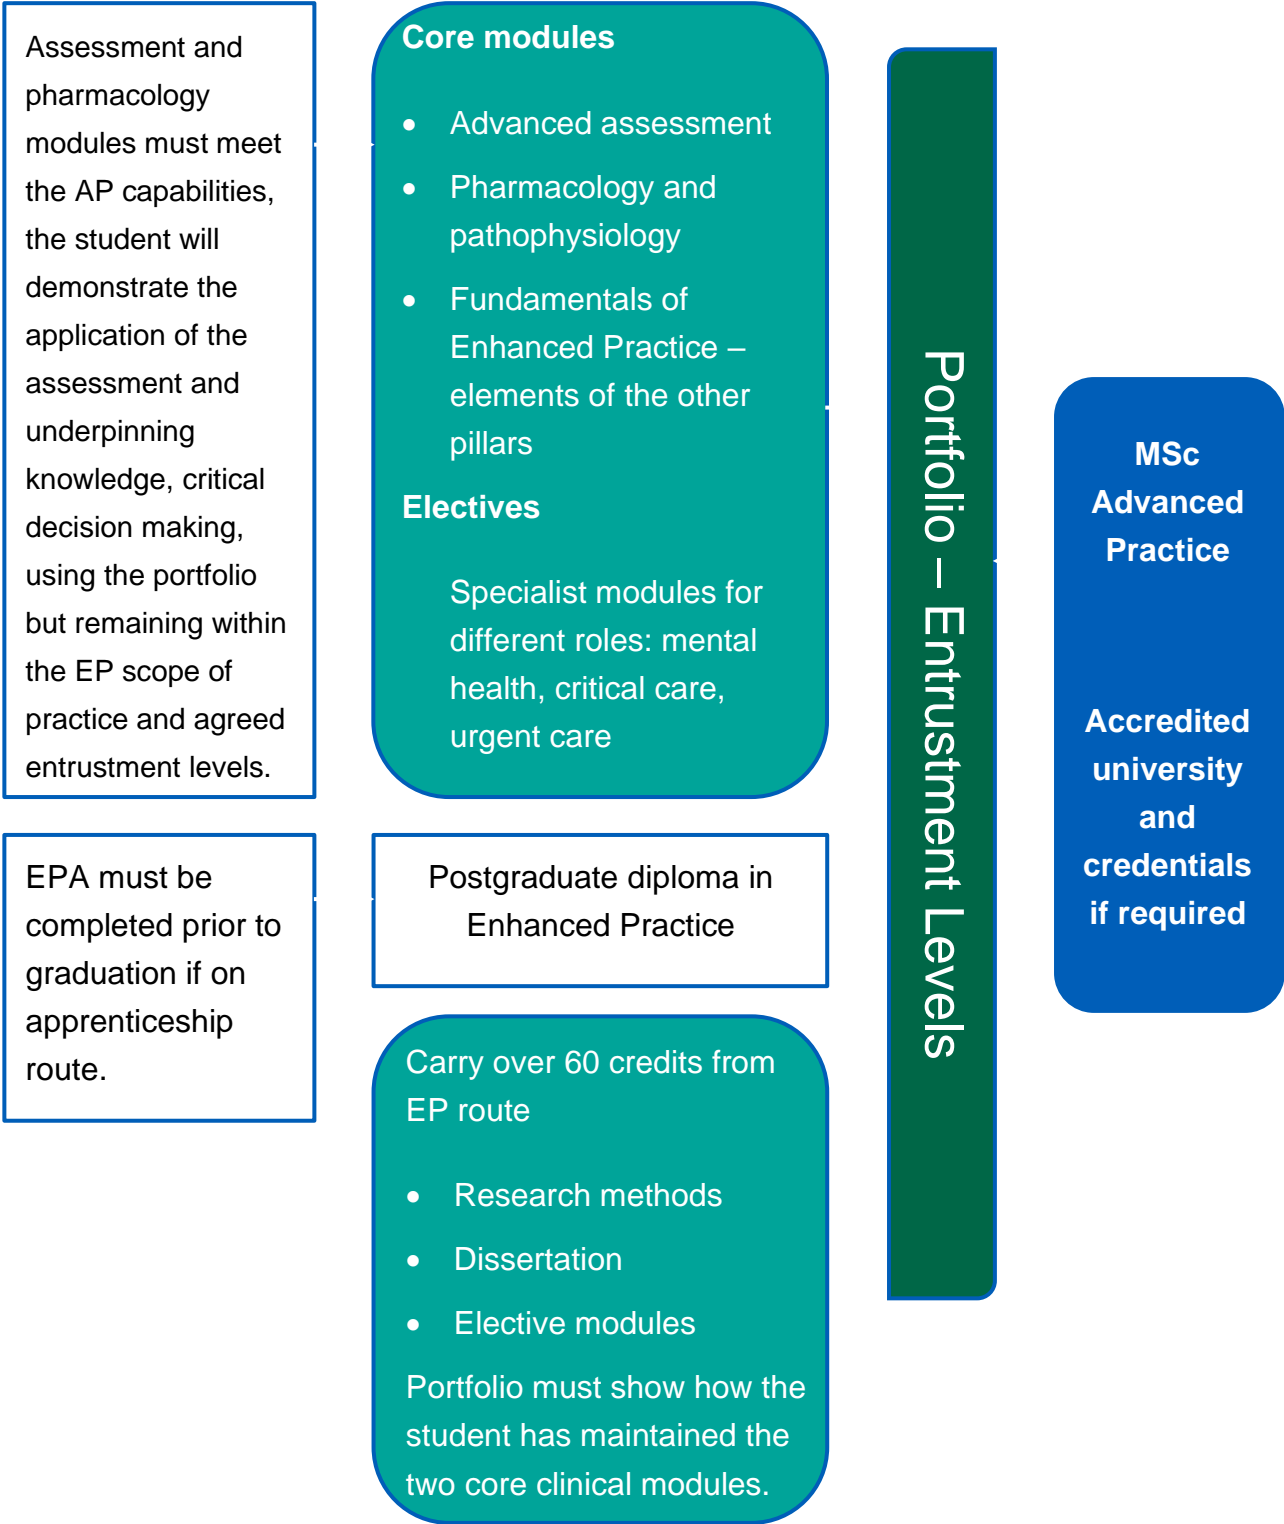 Assessment and
pharmacology
modules must meet
the AP capabilities,
the student will
demonstrate the
application of the
assessment and
underpinning
knowledge, critical
decision making,
using the portfolio
but remaining within
the EP scope of
practice and agreed
entrustment levels.
EPA must be
completed prior to
graduation if on
apprenticeship
route.
Core modules
• Advanced assessment
• Pharmacology and
pathophysiology
• Fundamentals of
Enhanced Practice –
elements of the other
pillars
Electives
Specialist modules for
different roles: mental
health, critical care,
urgent care
Postgraduate diploma in
Enhanced Practice
Carry over 60 credits from
EP route
• Research methods
• Dissertation
• Elective modules
Portfolio must show how the
student has maintained the
two core clinical modules.
Portfolio – Entrustment Levels
MSc
Advanced
Practice
Accredited
university
and
credentials
if required